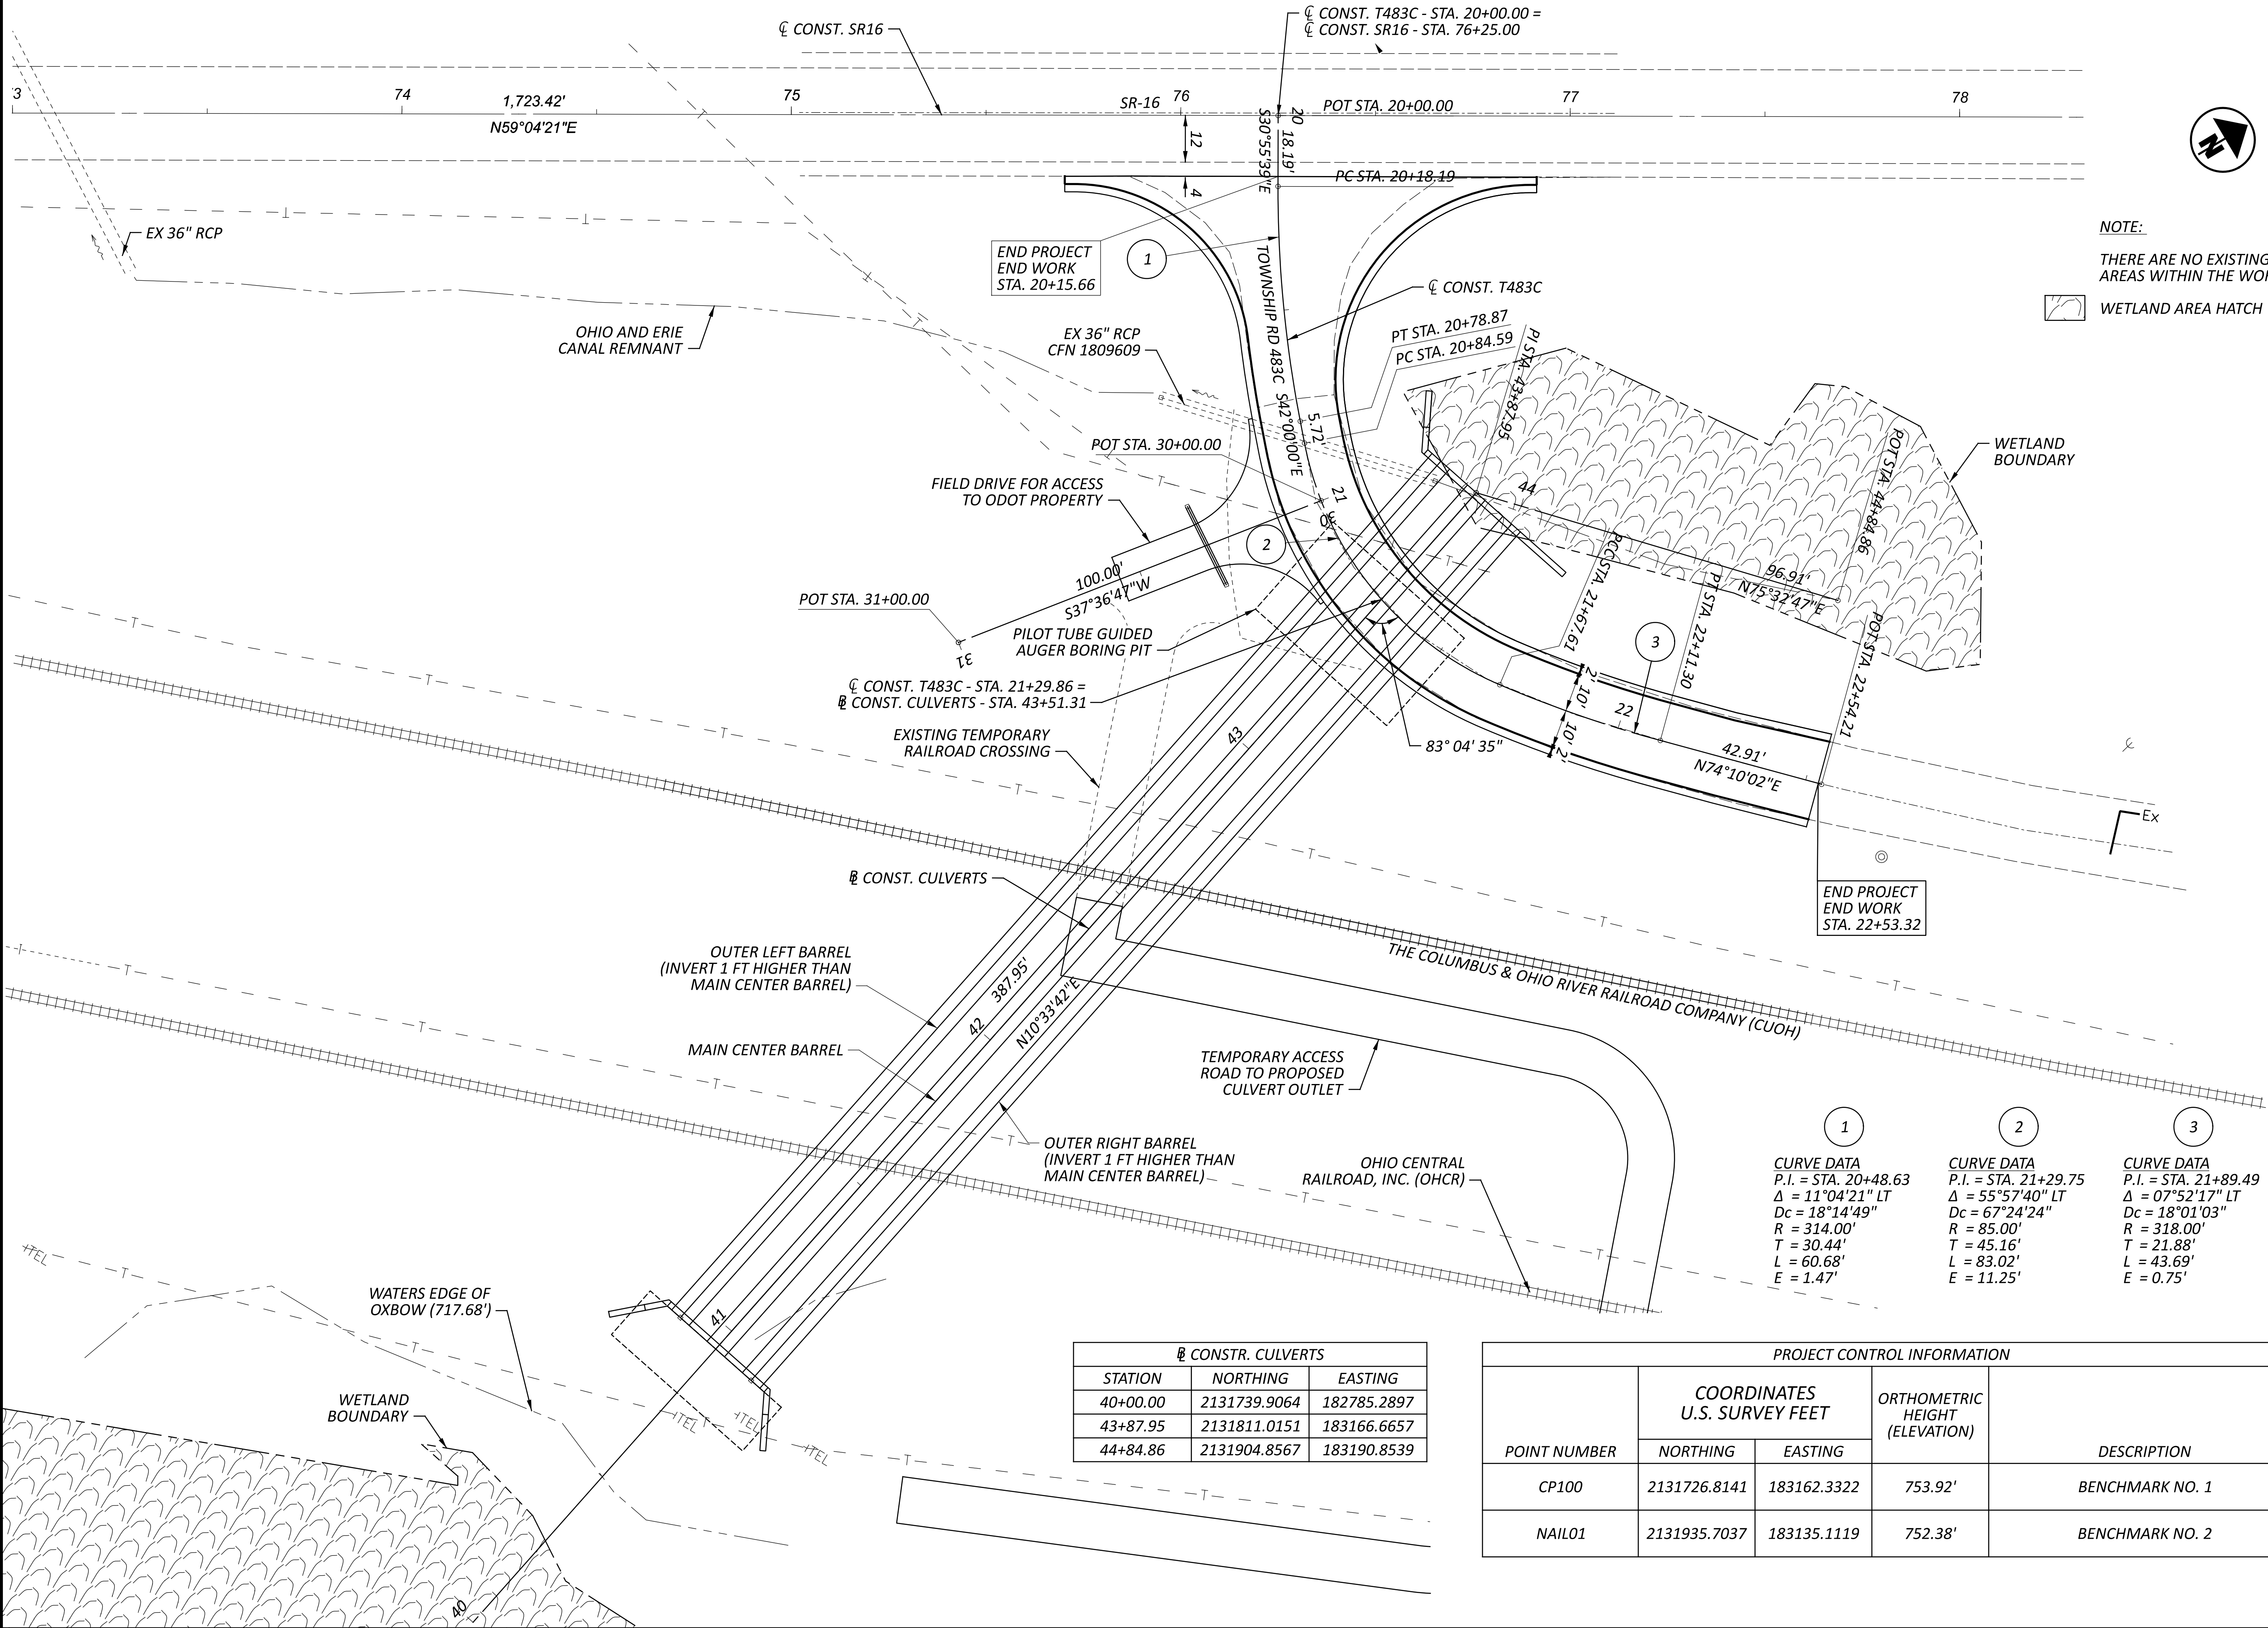 ℄ CONST. SR16
℄ CONST. T483C - STA. 20+00.00 =
℄ CONST. SR16 - STA. 76+25.00
74
75
76
77
78
1,723.42'
N59°04'21"E
SR-16
POT STA. 20+00.00
20
S30°55'39"E
18.19'
12
4
PC STA. 20+18.19
N
EX 36" RCP
END PROJECT
END WORK
STA. 20+15.66
1
TOWNSHIP RD 483C
℄ CONST. T483C
NOTE:
THERE ARE NO EXISTING
AREAS WITHIN THE
WETLAND AREA HATCH
OHIO AND ERIE
CANAL REMNANT
EX 36" RCP
CFN 1809609
PT STA. 20+78.87
PC STA. 20+84.59
PI STA. 43+87.95
5.72'
S42°00'00"E
POT STA. 30+00.00
21
30
44
POT STA. 44+84.86
WETLAND
BOUNDARY
FIELD DRIVE FOR ACCESS
TO ODOT PROPERTY
2
PCC STA. 21+67.61
96.91'
N75°32'47"E
100.00'
S37°36'47"W
POT STA. 31+00.00
31
PT STA. 22+11.30
3
POT STA. 22+54.21
PILOT TUBE GUIDED
AUGER BORING PIT
℄ CONST. T483C - STA. 21+29.86 =
BL CONST. CULVERTS - STA. 43+51.31
2'
10'
10'
2'
22
42.91'
N74°10'02"E
43
83° 04' 35"
EXISTING TEMPORARY
RAILROAD CROSSING
Ex
BL CONST. CULVERTS
END PROJECT
END WORK
STA. 22+53.32
OUTER LEFT BARREL
(INVERT 1 FT HIGHER THAN
MAIN CENTER BARREL)
387.95'
42
N10°33'42"E
THE COLUMBUS & OHIO RIVER RAILROAD COMPANY (CUOH)
MAIN CENTER BARREL
TEMPORARY ACCESS
ROAD TO PROPOSED
CULVERT OUTLET
OUTER RIGHT BARREL
(INVERT 1 FT HIGHER THAN
MAIN CENTER BARREL)
OHIO CENTRAL
RAILROAD, INC. (OHCR)
1
CURVE DATA
P.I. = STA. 20+48.63
Δ = 11°04'21" LT
Dc = 18°14'49"
R = 314.00'
T = 30.44'
L = 60.68'
E = 1.47'
2
CURVE DATA
P.I. = STA. 21+29.75
Δ = 55°57'40" LT
Dc = 67°24'24"
R = 85.00'
T = 45.16'
L = 83.02'
E = 11.25'
3
CURVE DATA
P.I. = STA. 21+89.49
Δ = 07°52'17" LT
Dc = 18°01'03"
R = 318.00'
T = 21.88'
L = 43.69'
E = 0.75'
ITEL
WATERS EDGE OF
OXBOW (717.68')
41
WETLAND
BOUNDARY
ITEL
ITEL
ITEL
40
BL CONSTR. CULVERTS
STATION NORTHING EASTING
40+00.00 2131739.9064 182785.2897
43+87.95 2131811.0151 183166.6657
44+84.86 2131904.8567 183190.8539
PROJECT CONTROL INFORMATION
COORDINATES
U.S. SURVEY FEET
ORTHOMETRIC
HEIGHT
(ELEVATION)
POINT NUMBER NORTHING EASTING DESCRIPTION
CP100 2131726.8141 183162.3322 753.92' BENCHMARK NO. 1
NAIL01 2131935.7037 183135.1119 752.38' BENCHMARK NO. 2